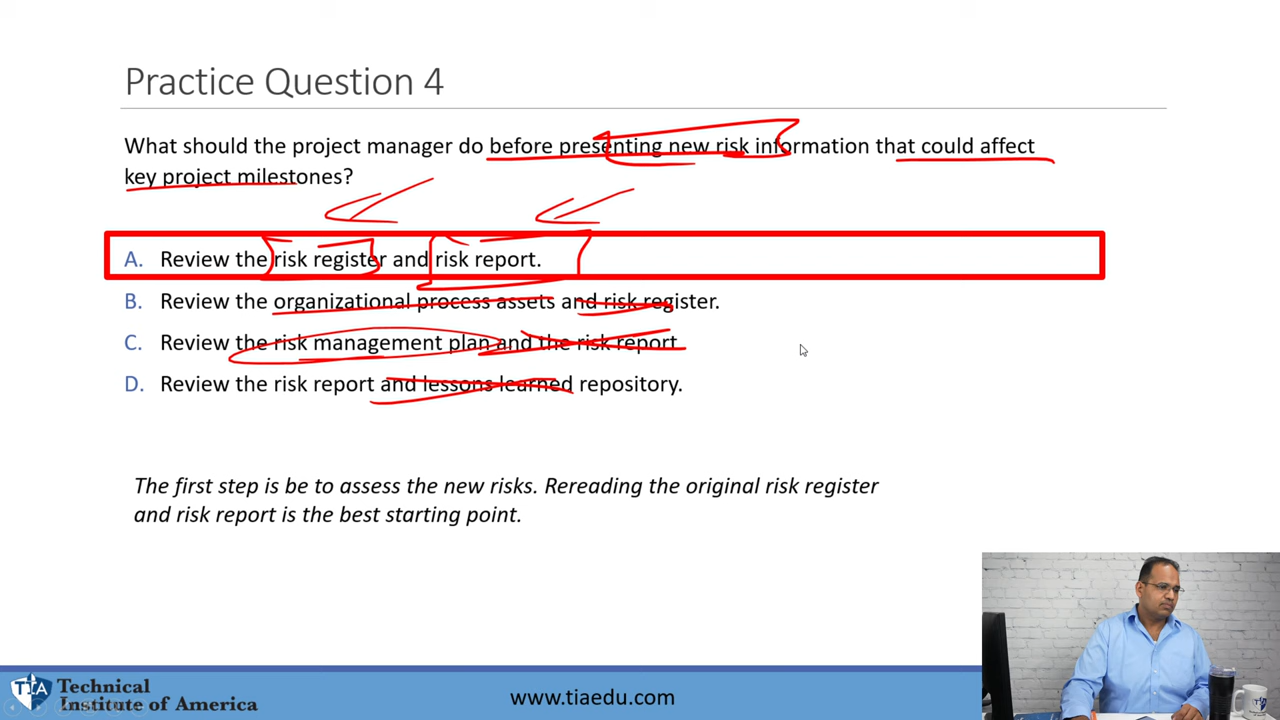 Practice Question 4
What should the project manager do before presenting new risk information that could affect
key project milestones?
A. Review the risk register and risk report.
B. Review the organizational process assets and risk register.
C. Review the risk management plan and the risk report.
D. Review the risk report and lessons learned repository.
The first step is be to assess the new risks. Rereading the original risk register
and risk report is the best starting point.
TIA
Technical
Institute of America
www.tiaedu.com